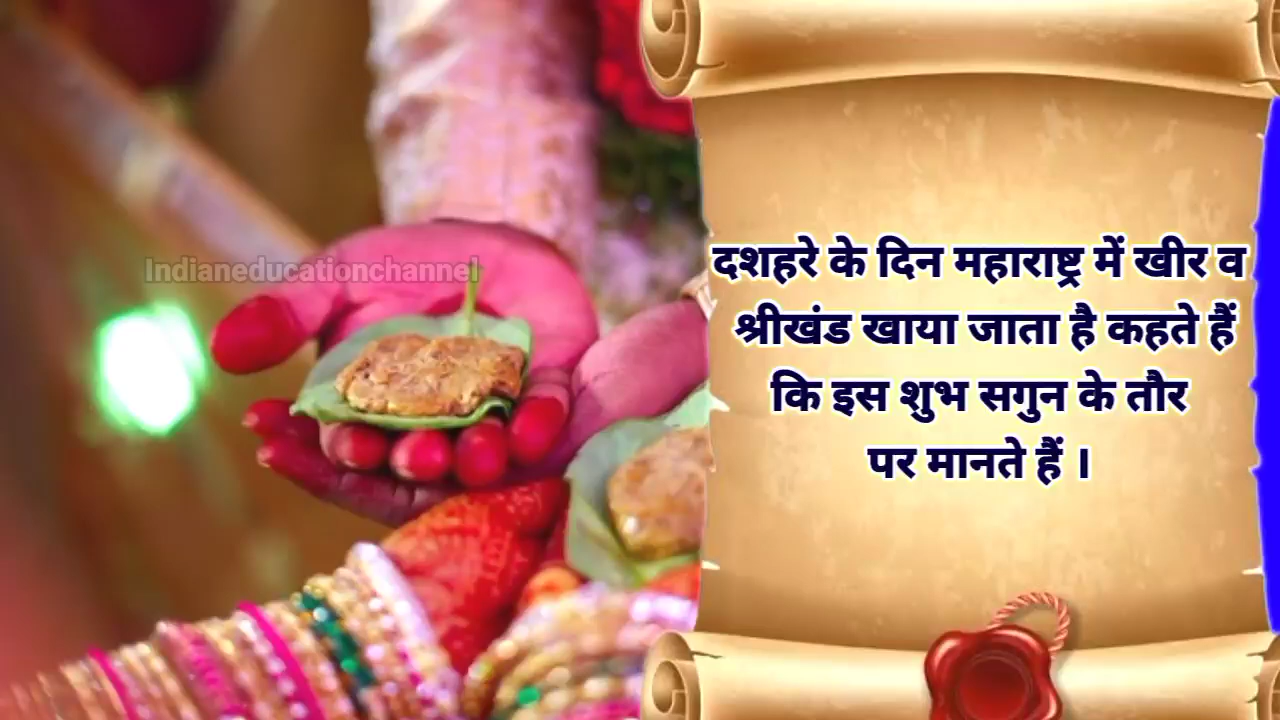 Indianeducationchannel
दशहरे के दिन महाराष्ट्र में खीर व
श्रीखंड खाया जाता है कहते हैं
कि इस शुभ सगुन के तौर
पर मानते हैं ।